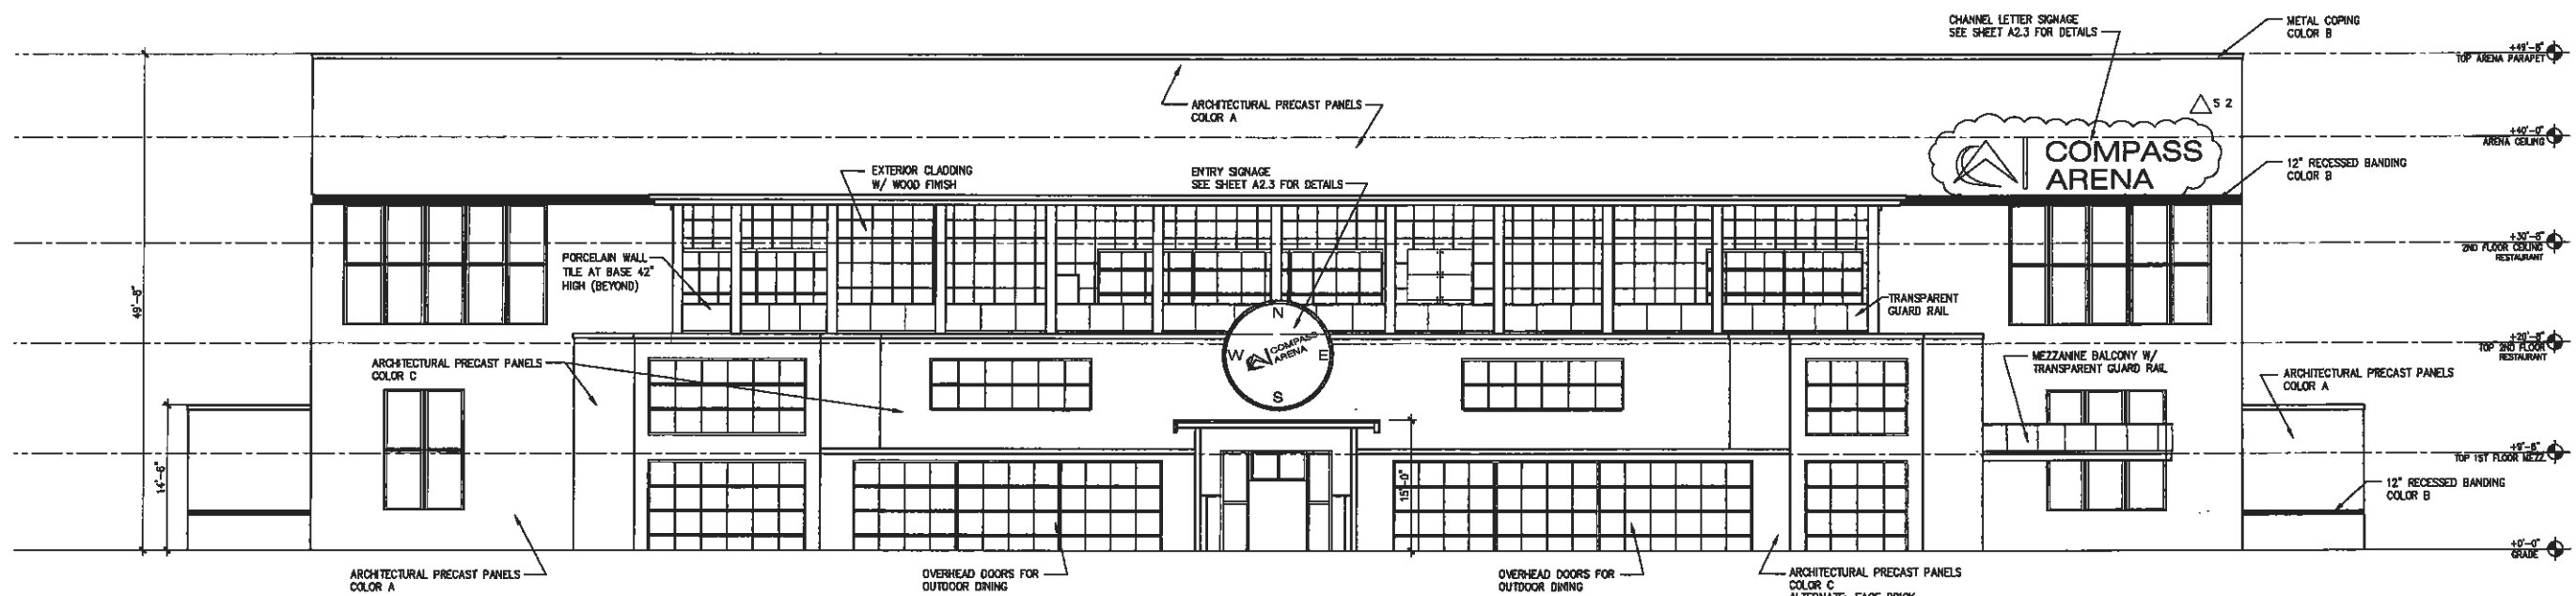 CHANNEL LETTER SIGNAGE
SEE SHEET A2.3 FOR DETAILS
METAL COPING
COLOR B
+49'-8"
TOP ARENA PARAPET
ARCHITECTURAL PRECAST PANELS
COLOR A
S 2
+40'-0"
ARENA CEILING
COMPASS
ARENA
EXTERIOR CLADDING
W/ WOOD FINISH
ENTRY SIGNAGE
SEE SHEET A2.3 FOR DETAILS
12" RECESSED BANDING
COLOR B
PORCELAIN WALL
TILE AT BASE 42"
HIGH (BEYOND)
+30'-8"
2ND FLOOR CEILING
RESTAURANT
49'-8"
TRANSPARENT
GUARD RAIL
N
W
COMPASS
ARENA
E
S
+20'-8"
TOP 2ND FLOOR
RESTAURANT
ARCHITECTURAL PRECAST PANELS
COLOR C
MEZZANINE BALCONY W/
TRANSPARENT GUARD RAIL
ARCHITECTURAL PRECAST PANELS
COLOR A
14'-6"
15'-0"
+9'-8"
TOP 1ST FLOOR MEZZ.
12" RECESSED BANDING
COLOR B
+0'-0"
GRADE
ARCHITECTURAL PRECAST PANELS
COLOR A
OVERHEAD DOORS FOR
OUTDOOR DINING
OVERHEAD DOORS FOR
OUTDOOR DINING
ARCHITECTURAL PRECAST PANELS
COLOR C
ALTERNATE: FACE BRICK